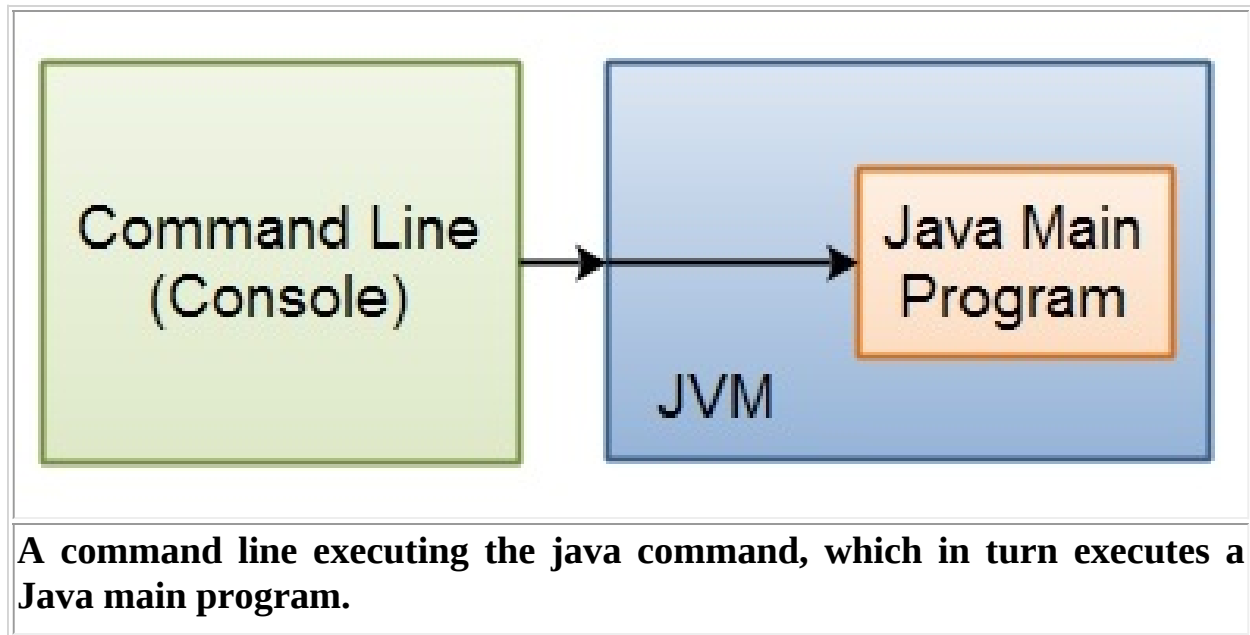 Command Line
(Console)
Java Main
Program
JVM
A command line executing the java command, which in turn executes a
Java main program.